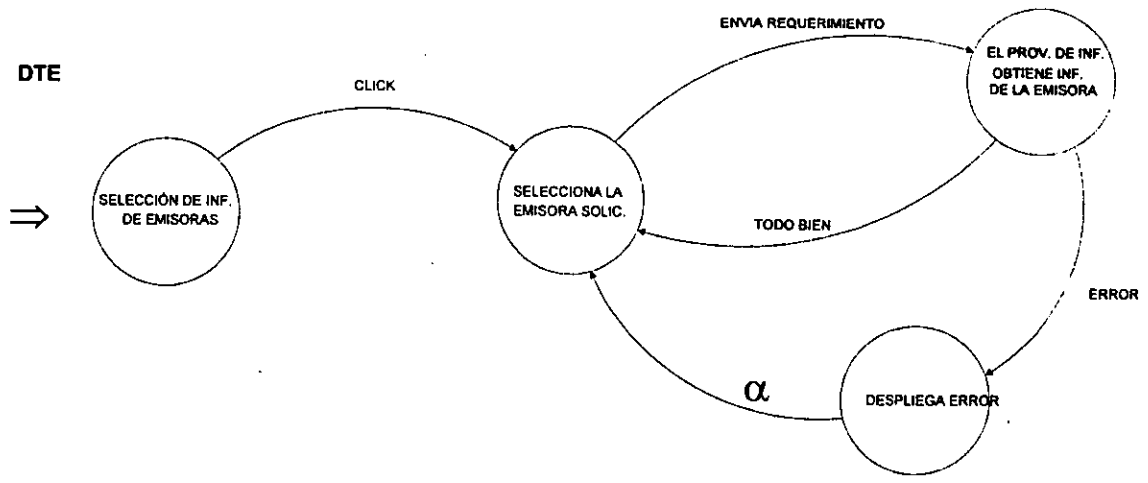 DTE
ENVIA REQUERIMIENTO
EL PROV. DE INF.
OBTIENE INF.
DE LA EMISORA
CLICK
SELECCIÓN DE INF.
DE EMISORAS
SELECCIONA LA
EMISORA SOLIC.
TODO BIEN
ERROR
α
DESPLIEGA ERROR